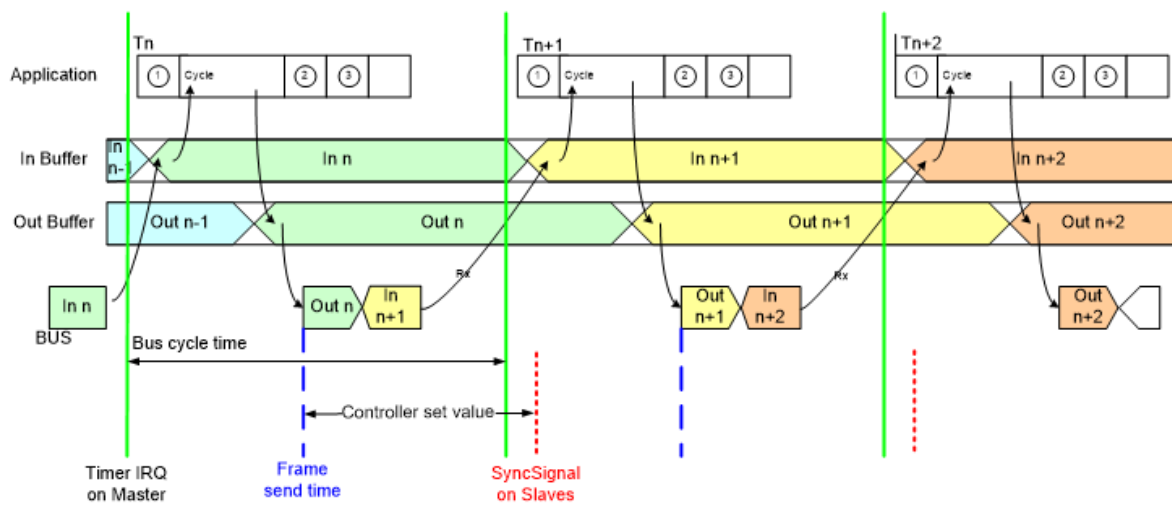 Tn
Tn+1
Tn+2
Application
1
Cycle
2
3
1
Cycle
2
3
1
Cycle
2
3
In Buffer
In
n-1
In n
In n+1
In n+2
Out Buffer
Out n-1
Out n
Out n+1
Out n+2
Rx
Rx
In n
Out n
In
n+1
Out
n+1
In
n+2
Out
n+2
BUS
Bus cycle time
Controller set value
Timer IRQ
on Master
Frame
send time
SyncSignal
on Slaves